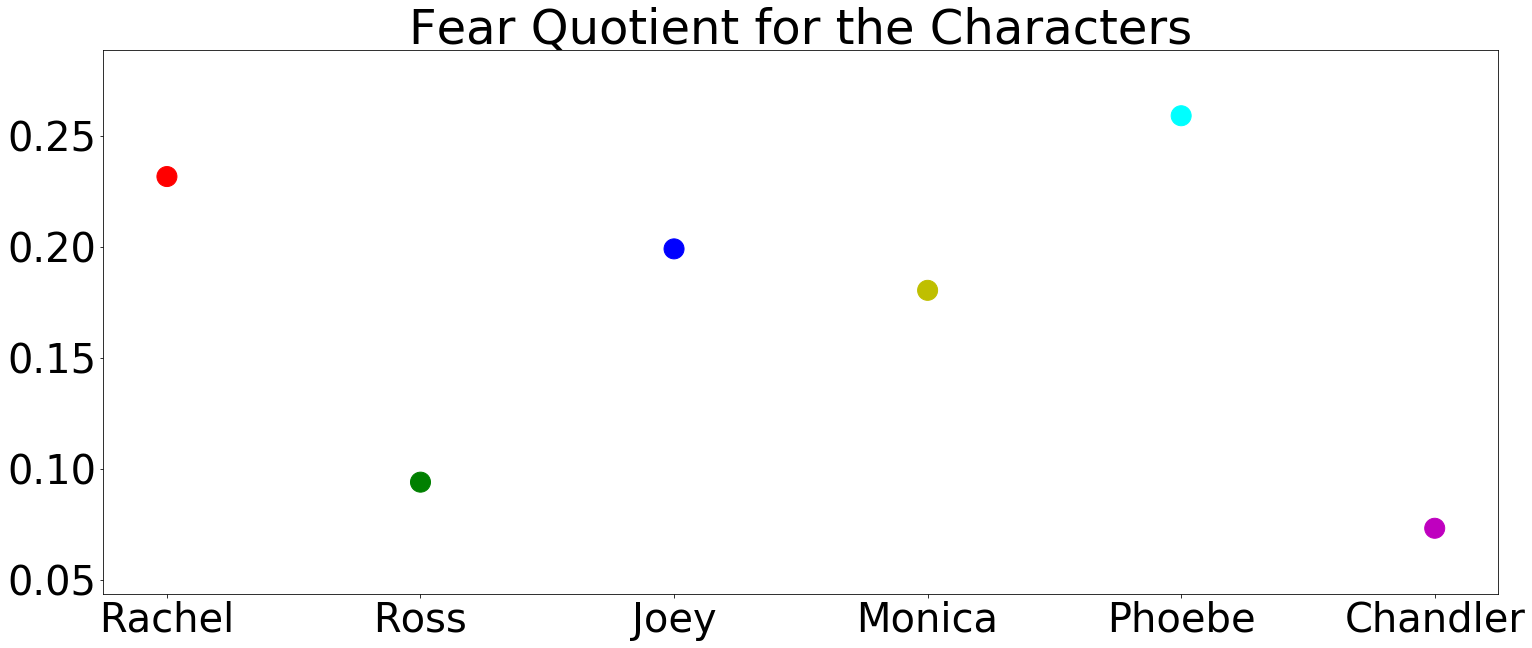 Fear Quotient for the Characters
0.25
0.20
0.15
0.10
0.05
Rachel Ross Joey Monica Phoebe Chandler